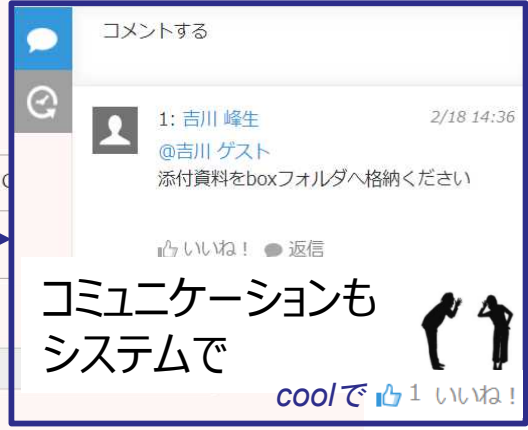 コメントする
1: 吉川 峰生 2/18 14:36
@吉川 ゲスト
添付資料をboxフォルダへ格納ください
いいね! 返信
コミュニケーションも
システムで
coolで 1 いいね!